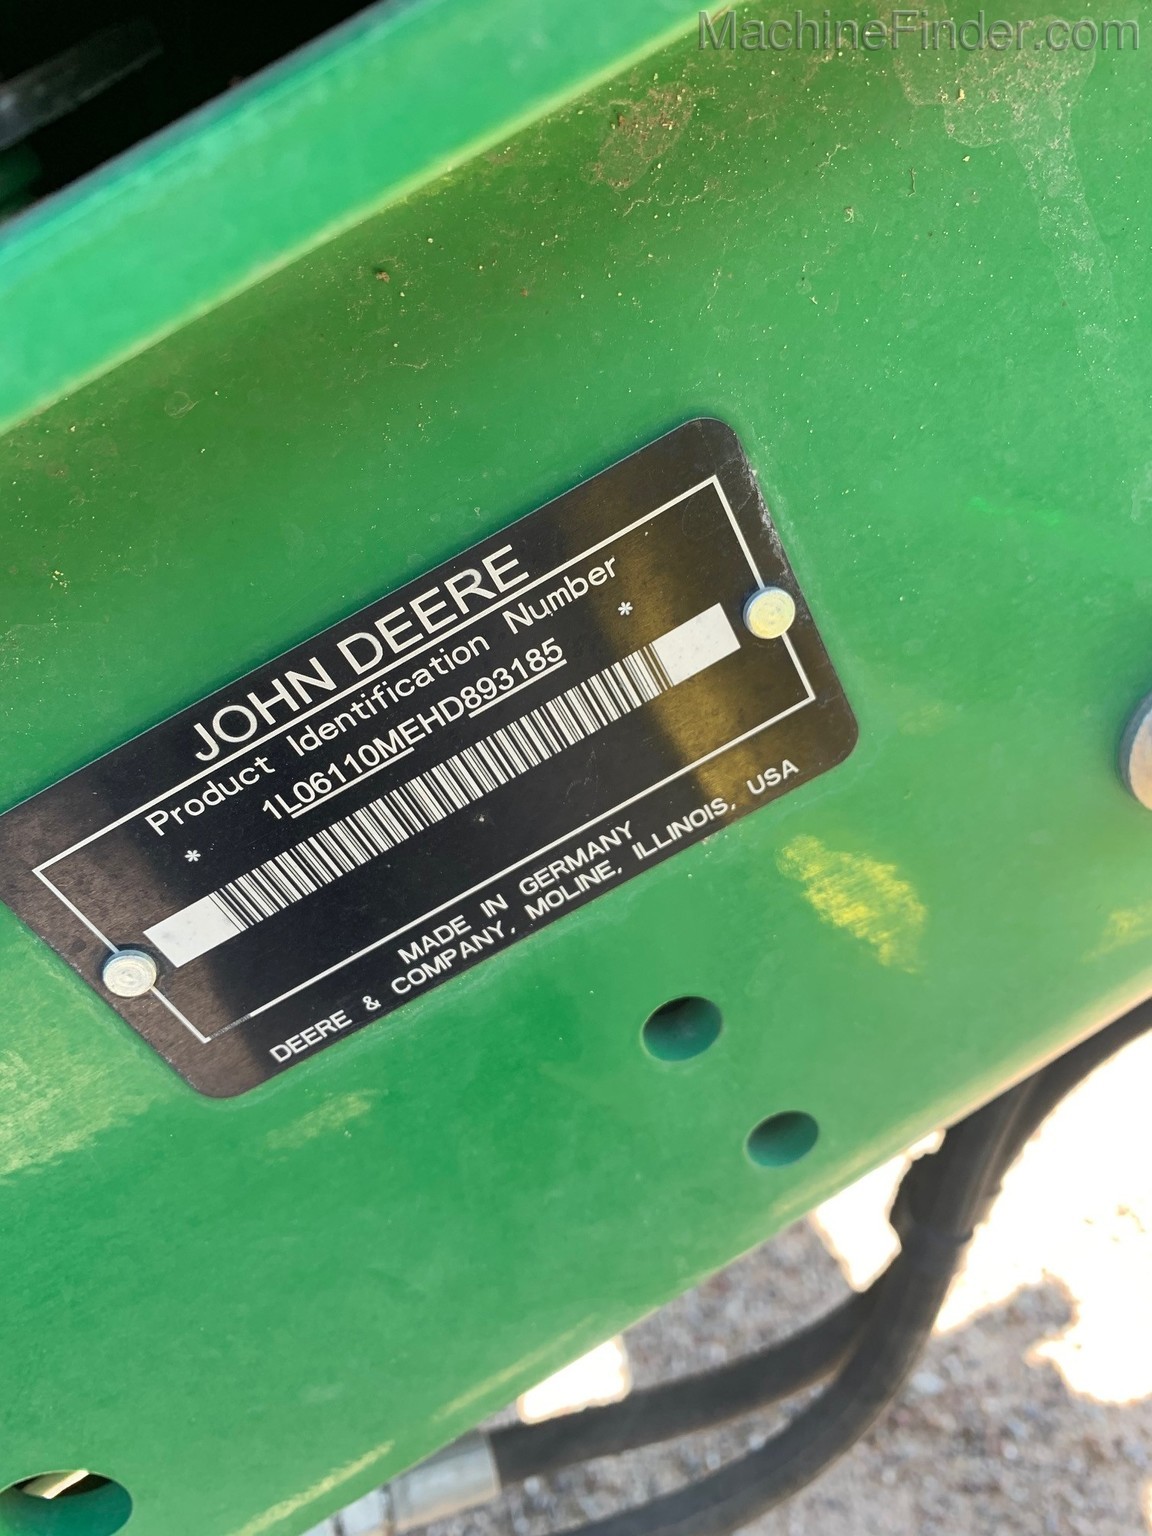 MachineFinder.com
JOHN DEERE
Product Identification Number
* 1L06110MEHD893185 *
MADE IN GERMANY
DEERE & COMPANY, MOLINE, ILLINOIS, USA